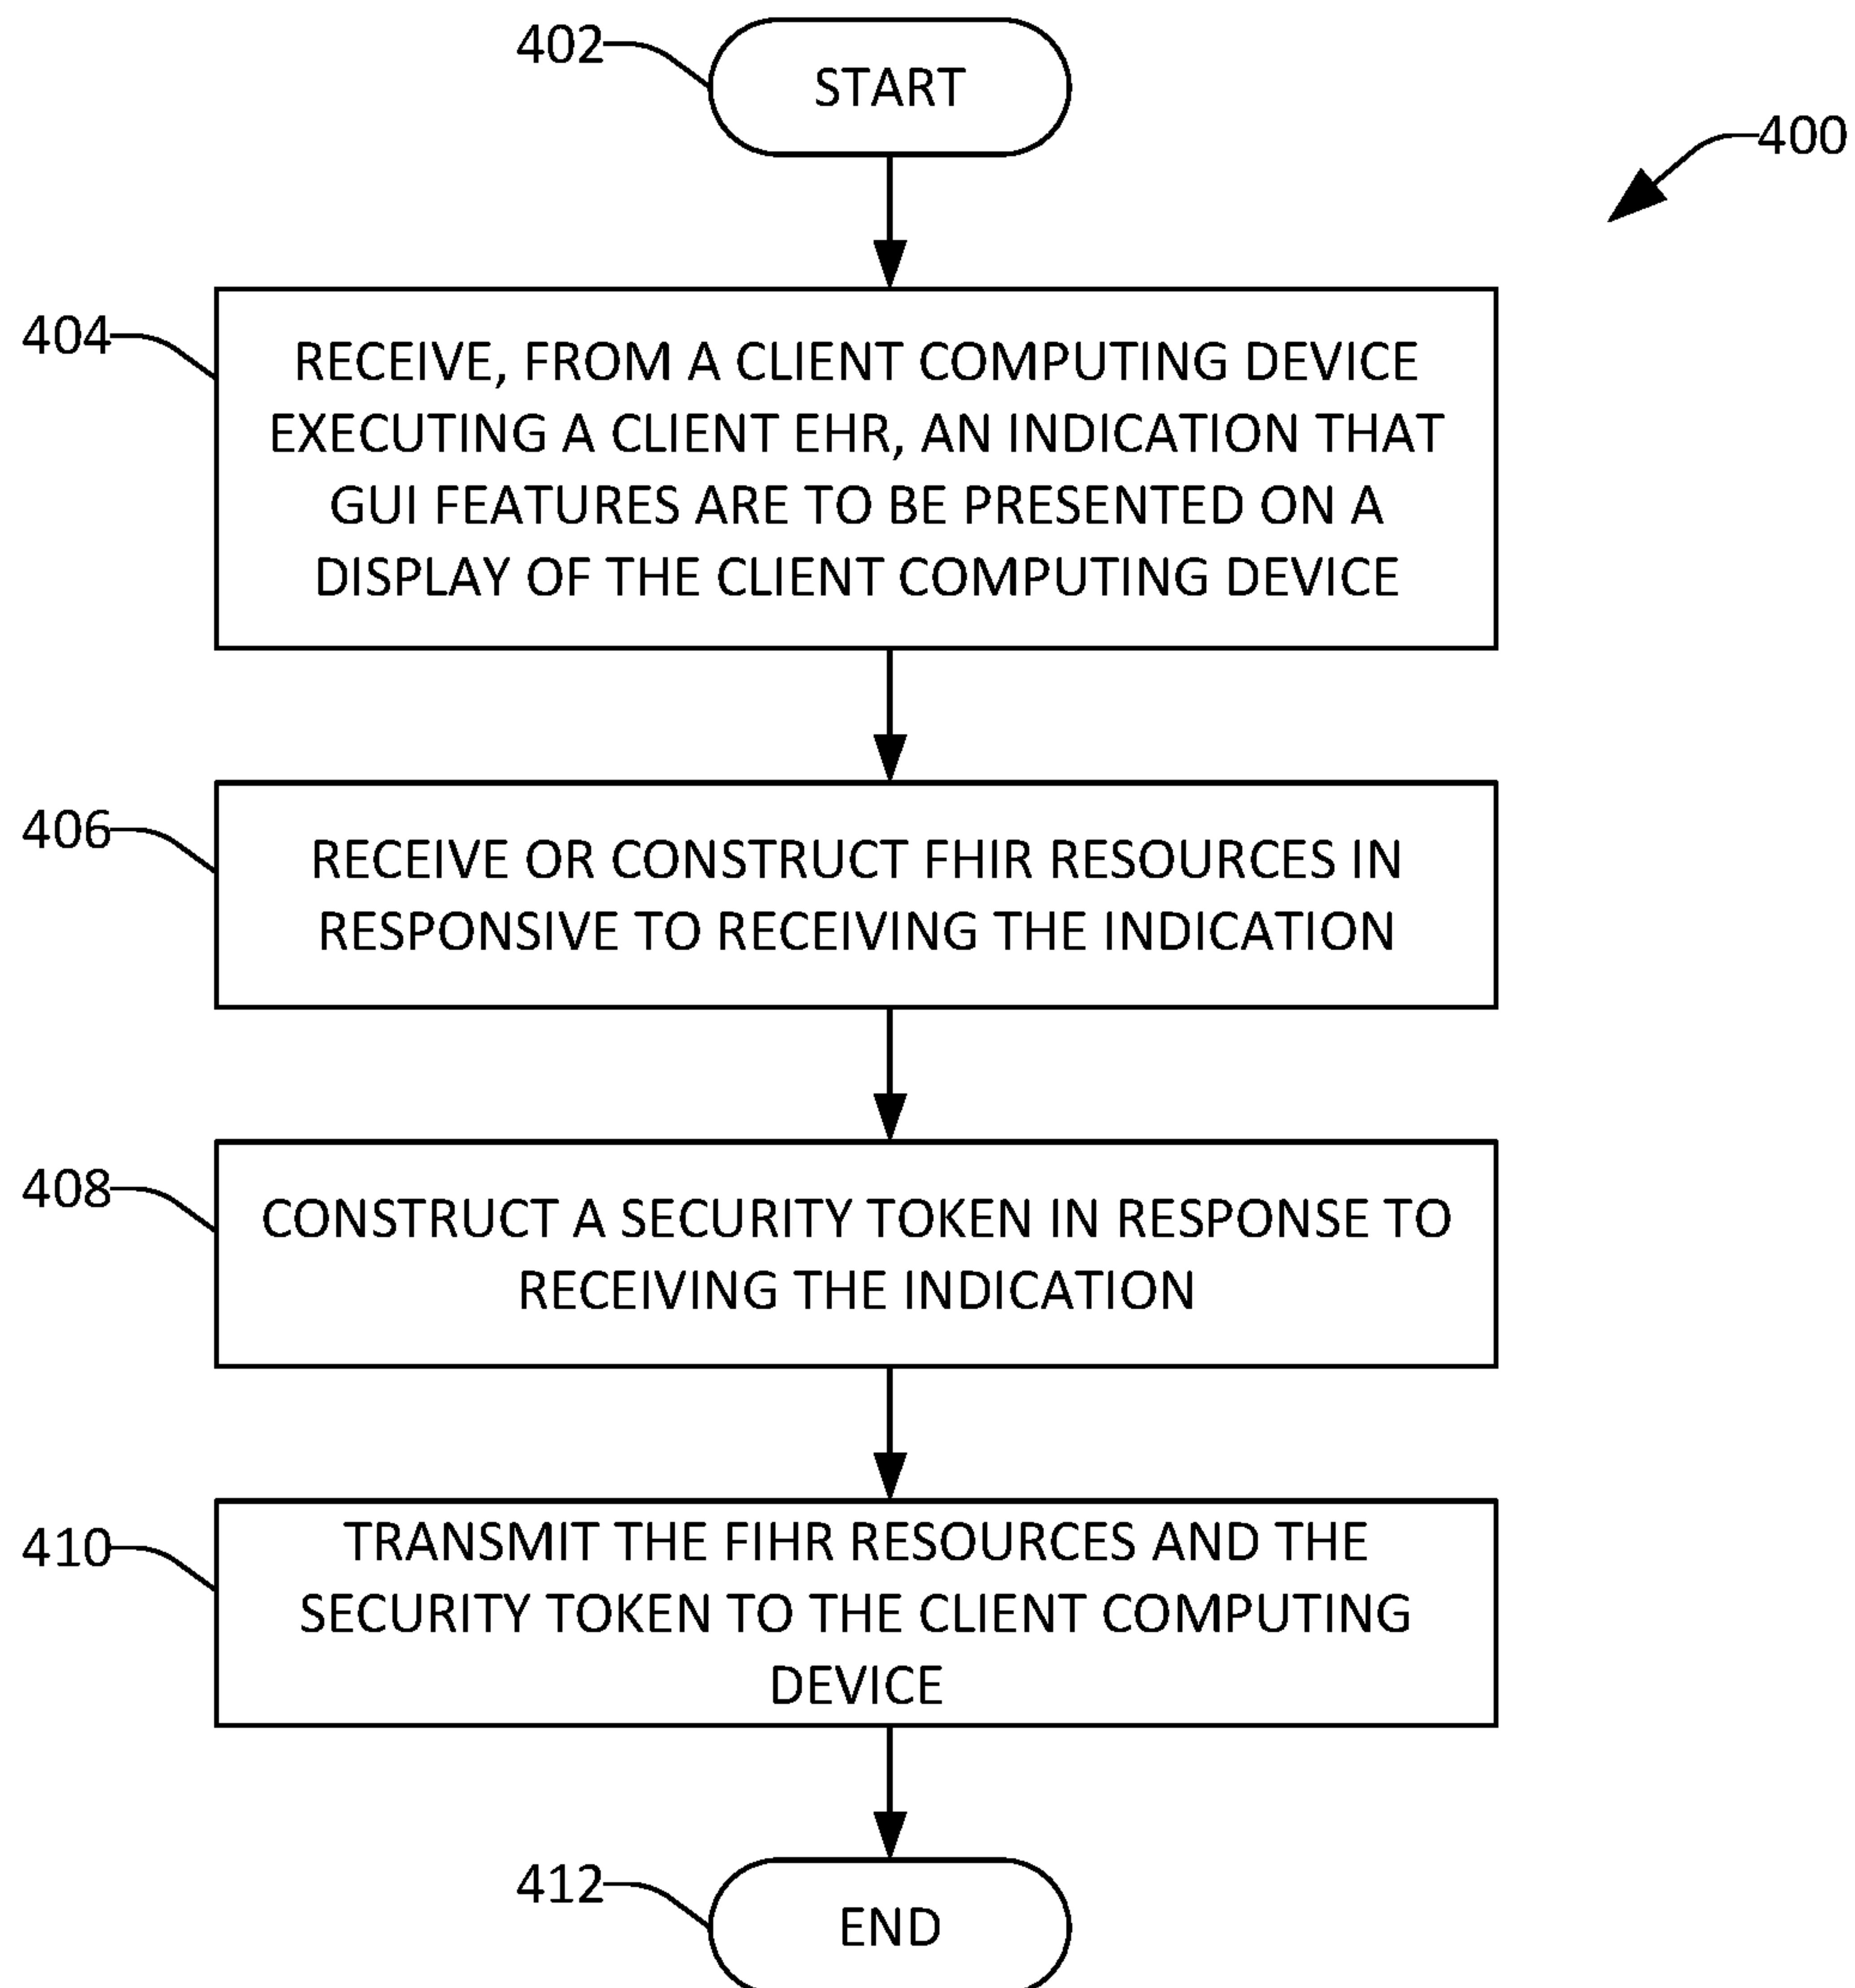 402
START
400
404
RECEIVE, FROM A CLIENT COMPUTING DEVICE
EXECUTING A CLIENT EHR, AN INDICATION THAT
GUI FEATURES ARE TO BE PRESENTED ON A
DISPLAY OF THE CLIENT COMPUTING DEVICE
406
RECEIVE OR CONSTRUCT FHIR RESOURCES IN
RESPONSIVE TO RECEIVING THE INDICATION
408
CONSTRUCT A SECURITY TOKEN IN RESPONSE TO
RECEIVING THE INDICATION
410
TRANSMIT THE FIHR RESOURCES AND THE
SECURITY TOKEN TO THE CLIENT COMPUTING
DEVICE
412
END